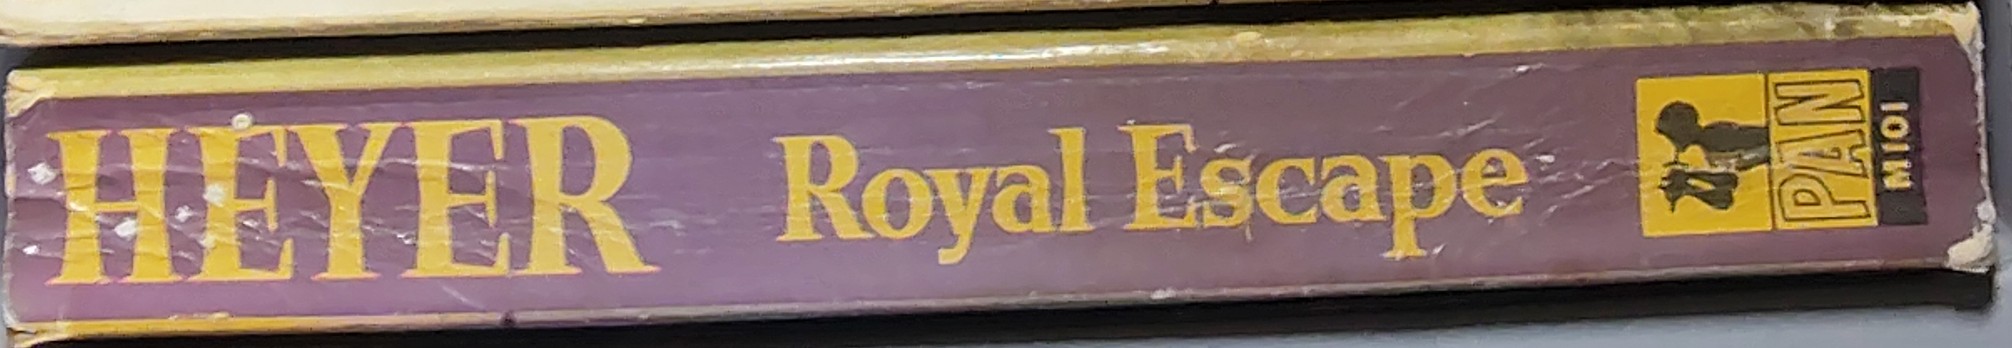 HEYER Royal Escape
PAN
M101